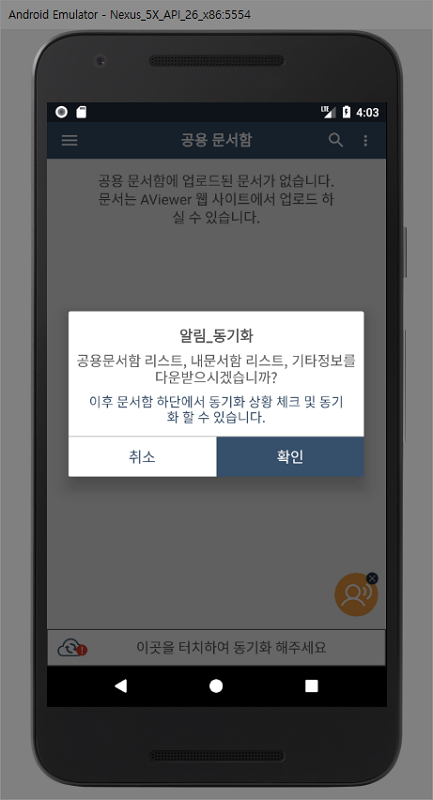 Android Emulator - Nexus_5X_API_26_x86:5554
LTE 4:03
공용 문서함
공용 문서함에 업로드된 문서가 없습니다.
문서는 AViewer 웹 사이트에서 업로드 하
실 수 있습니다.
알림_동기화
공용문서함 리스트, 내문서함 리스트, 기타정보를
다운받으시겠습니까?
이후 문서함 하단에서 동기화 상황 체크 및 동기
화 할 수 있습니다.
취소 확인
이곳을 터치하여 동기화 해주세요